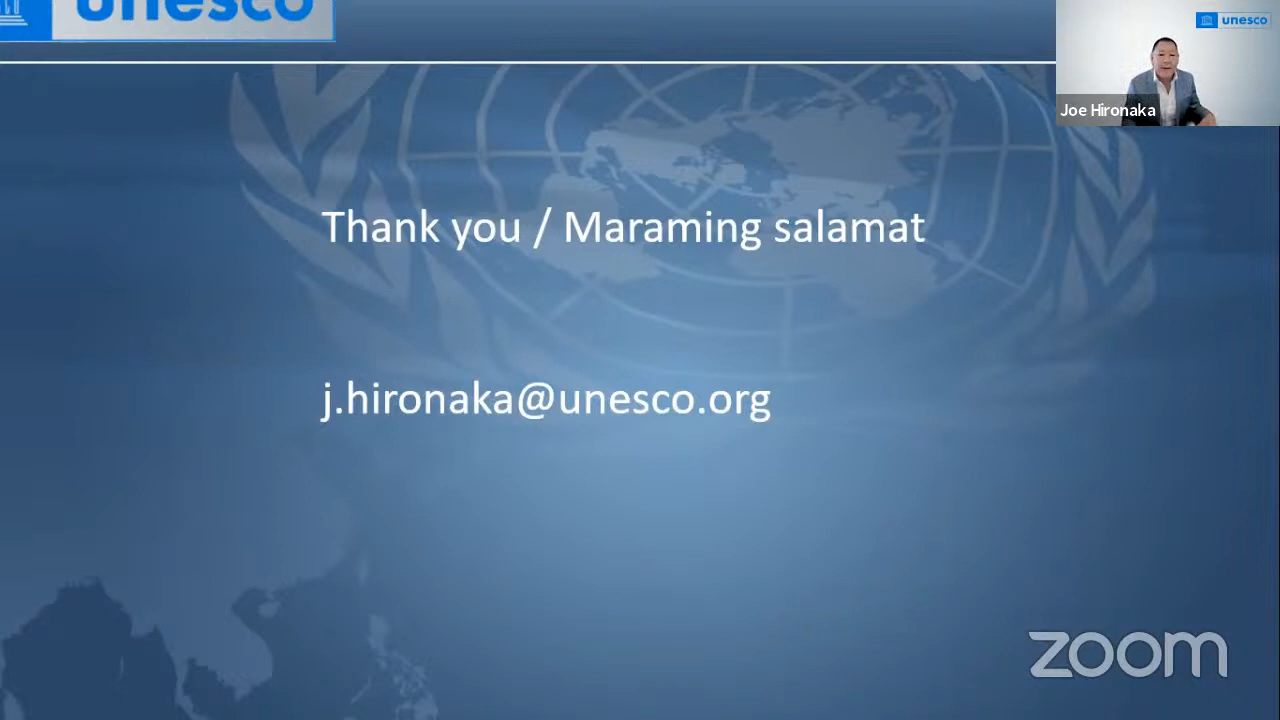 unesco
unesco
Joe Hironaka
Thank you / Maraming salamat
j.hironaka@unesco.org
zoom